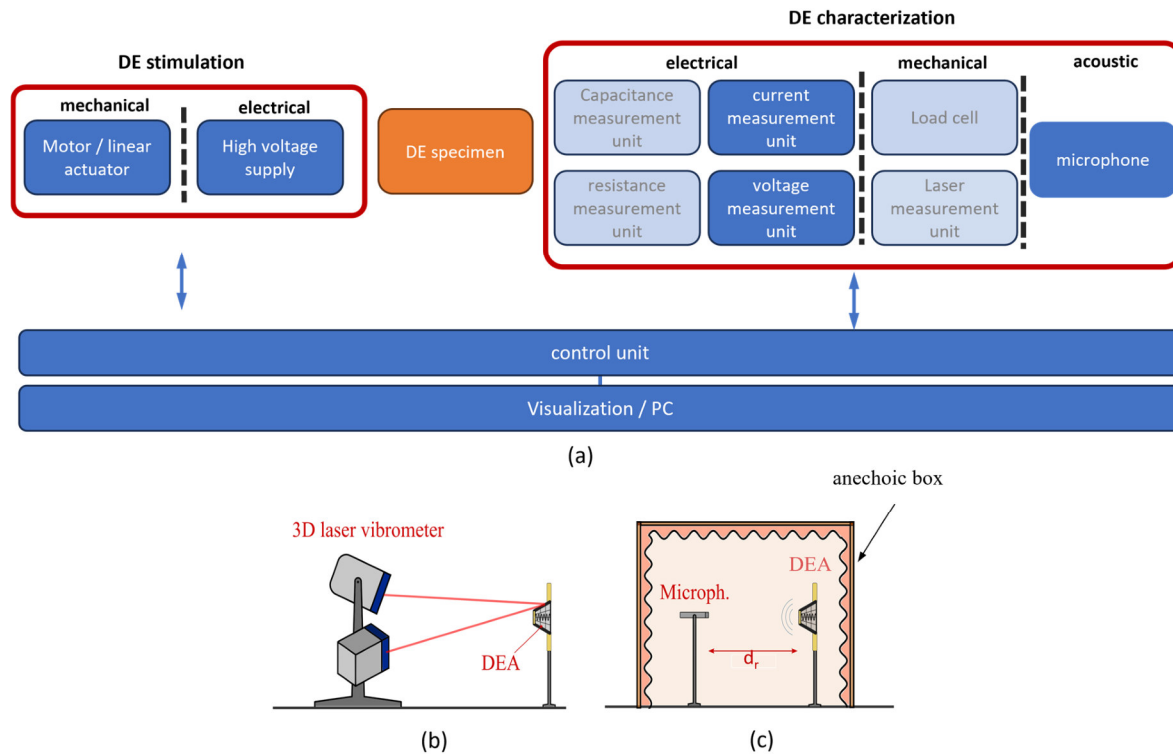 DE characterization
DE stimulation
mechanical
electrical
Motor / linear
actuator
High voltage
supply
DE specimen
electrical
mechanical
acoustic
Capacitance
measurement
unit
current
measurement
unit
Load cell
microphone
resistance
measurement
unit
voltage
measurement
unit
Laser
measurement
unit
control unit
Visualization / PC
(a)
3D laser vibrometer
DEA
(b)
anechoic box
DEA
Microph.
dr
(c)